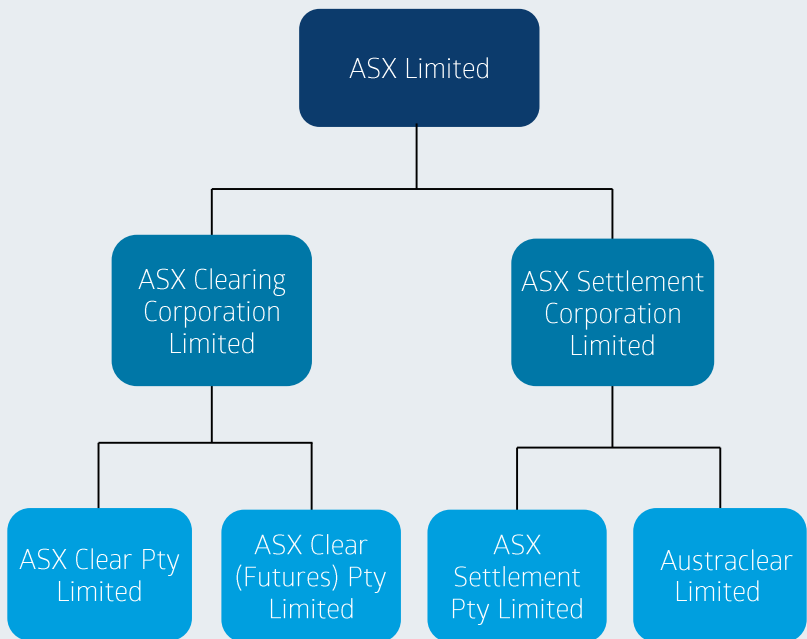 ASX Limited
ASX Clearing
Corporation
Limited
ASX Settlement
Corporation
Limited
ASX Clear Pty
Limited
ASX Clear
(Futures) Pty
Limited
ASX
Settlement
Pty Limited
Austraclear
Limited